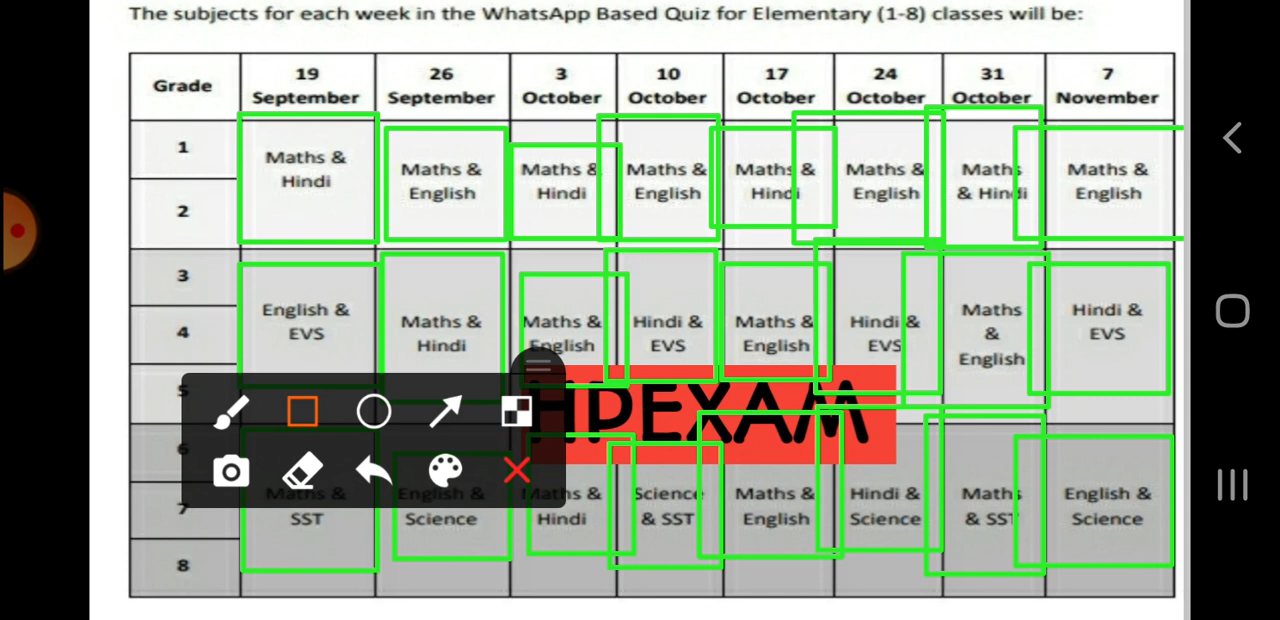 The subjects for each week in the WhatsApp Based Quiz for Elementary (1-8) classes will be:
Grade 19 September 26 September 3 October 10 October 17 October 24 October 31 October 7 November
1
2
Maths & Hindi Maths & English Maths & Hindi Maths & English Maths & Hindi Maths & English Maths & Hindi Maths & English
3
4
5
English & EVS Maths & Hindi Maths & English Hindi & EVS Maths & English Hindi & EVS Maths & English Hindi & EVS
HPEXAM
6
7
8
Maths & SST English & Science Maths & Hindi Science & SST Maths & English Hindi & Science Maths & SST English & Science